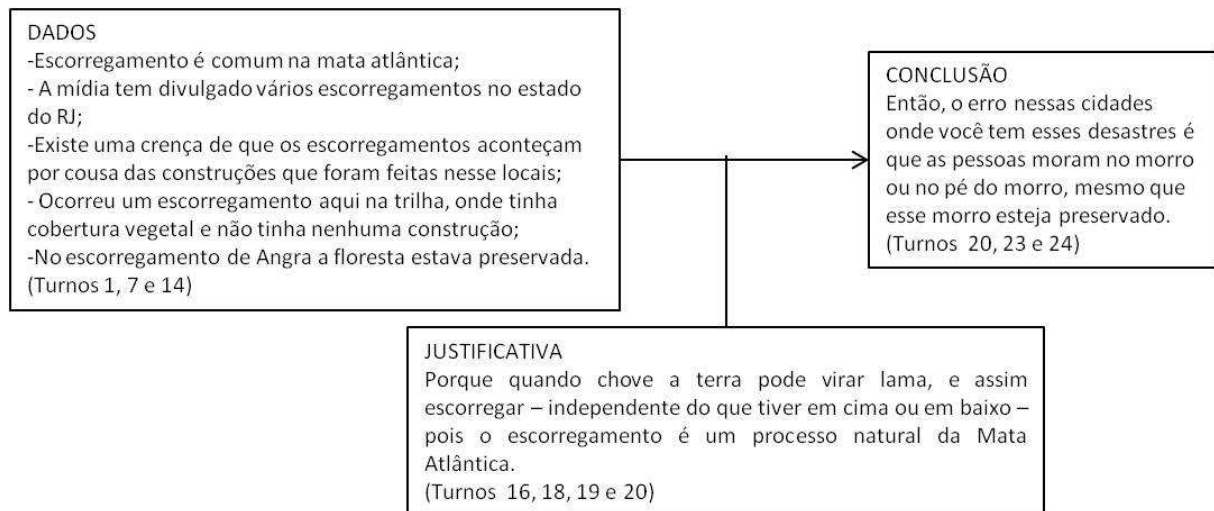 DADOS
-Escorregamento é comum na mata atlântica;
- A mídia tem divulgado vários escorregamentos no estado
do RJ;
-Existe uma crença de que os escorregamentos aconteçam
por cousa das construções que foram feitas nesse locais;
- Ocorreu um escorregamento aqui na trilha, onde tinha
cobertura vegetal e não tinha nenhuma construção;
-No escorregamento de Angra a floresta estava preservada.
(Turnos 1, 7 e 14)
CONCLUSÃO
Então, o erro nessas cidades
onde você tem esses desastres é
que as pessoas moram no morro
ou no pé do morro, mesmo que
esse morro esteja preservado.
(Turnos 20, 23 e 24)
JUSTIFICATIVA
Porque quando chove a terra pode virar lama, e assim
escorregar – independente do que tiver em cima ou em baixo –
pois o escorregamento é um processo natural da Mata
Atlântica.
(Turnos 16, 18, 19 e 20)